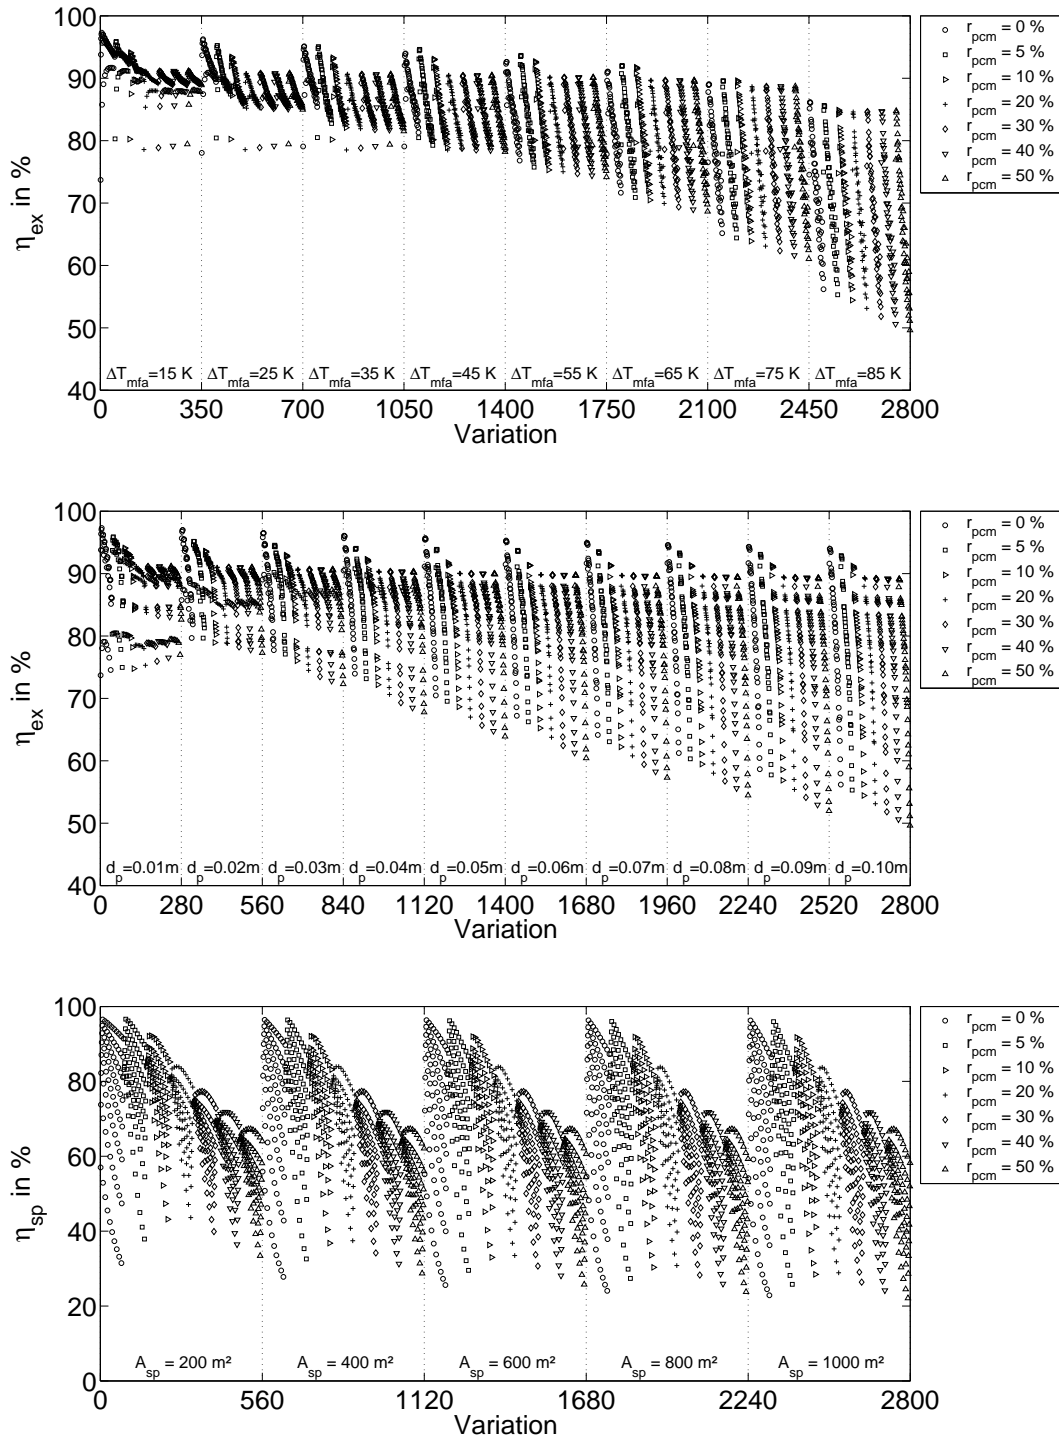 100
90
80
70
60
50
40
η_ex in %
ΔT_mfa=15 K ΔT_mfa=25 K ΔT_mfa=35 K ΔT_mfa=45 K ΔT_mfa=55 K ΔT_mfa=65 K ΔT_mfa=75 K ΔT_mfa=85 K
0 350 700 1050 1400 1750 2100 2450 2800
Variation
r_pcm = 0 %
r_pcm = 5 %
r_pcm = 10 %
r_pcm = 20 %
r_pcm = 30 %
r_pcm = 40 %
r_pcm = 50 %
100
90
80
70
60
50
40
η_ex in %
d_p=0.01m d_p=0.02m d_p=0.03m d_p=0.04m d_p=0.05m d_p=0.06m d_p=0.07m d_p=0.08m d_p=0.09m d_p=0.10m
0 280 560 840 1120 1400 1680 1960 2240 2520 2800
Variation
r_pcm = 0 %
r_pcm = 5 %
r_pcm = 10 %
r_pcm = 20 %
r_pcm = 30 %
r_pcm = 40 %
r_pcm = 50 %
100
80
60
40
20
0
η_sp in %
A_sp = 200 m² A_sp = 400 m² A_sp = 600 m² A_sp = 800 m² A_sp = 1000 m²
0 560 1120 1680 2240 2800
Variation
r_pcm = 0 %
r_pcm = 5 %
r_pcm = 10 %
r_pcm = 20 %
r_pcm = 30 %
r_pcm = 40 %
r_pcm = 50 %